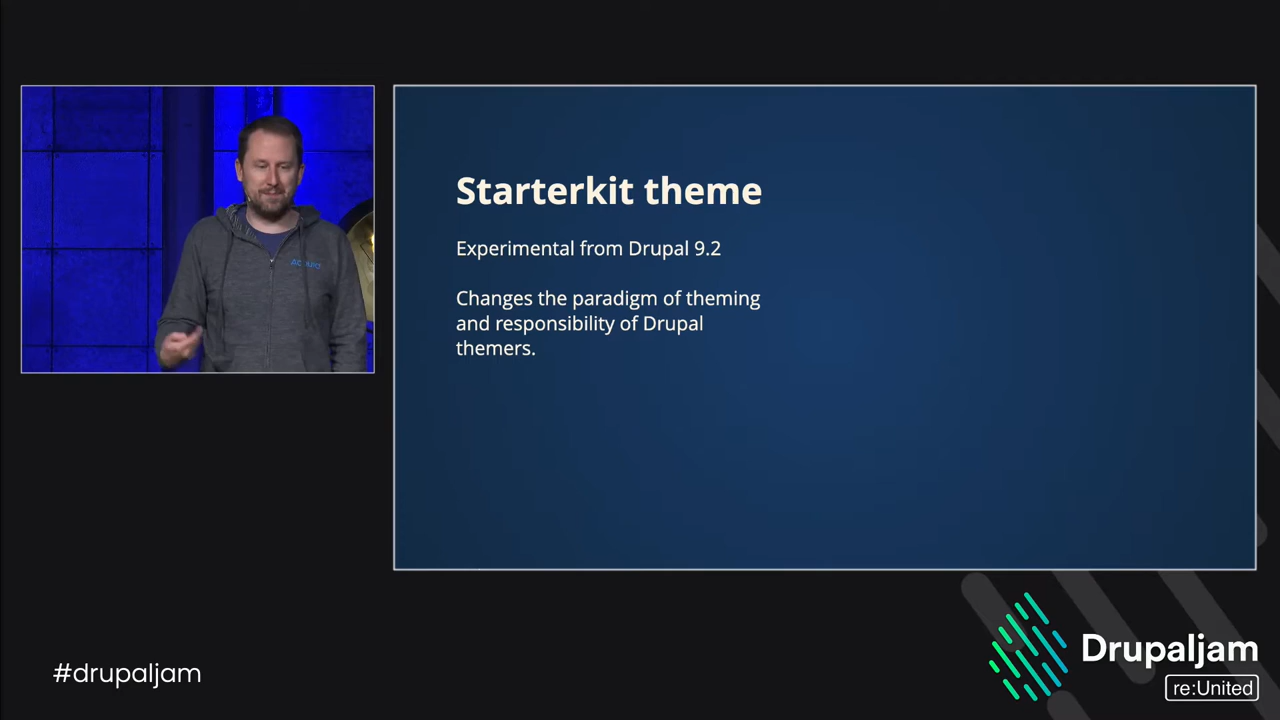 Starterkit theme
Experimental from Drupal 9.2
Changes the paradigm of theming
and responsibility of Drupal
themers.
#drupaljam
Drupaljam
re:United